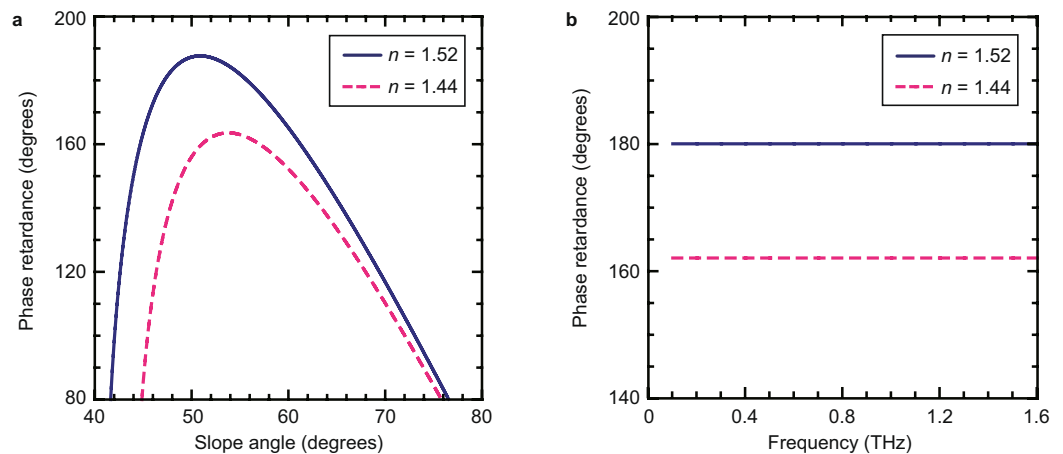 a
200
160
120
80
40
50
60
70
80
Phase retardance (degrees)
Slope angle (degrees)
n = 1.52
n = 1.44
b
200
180
160
140
0
0.4
0.8
1.2
1.6
Phase retardance (degrees)
Frequency (THz)
n = 1.52
n = 1.44